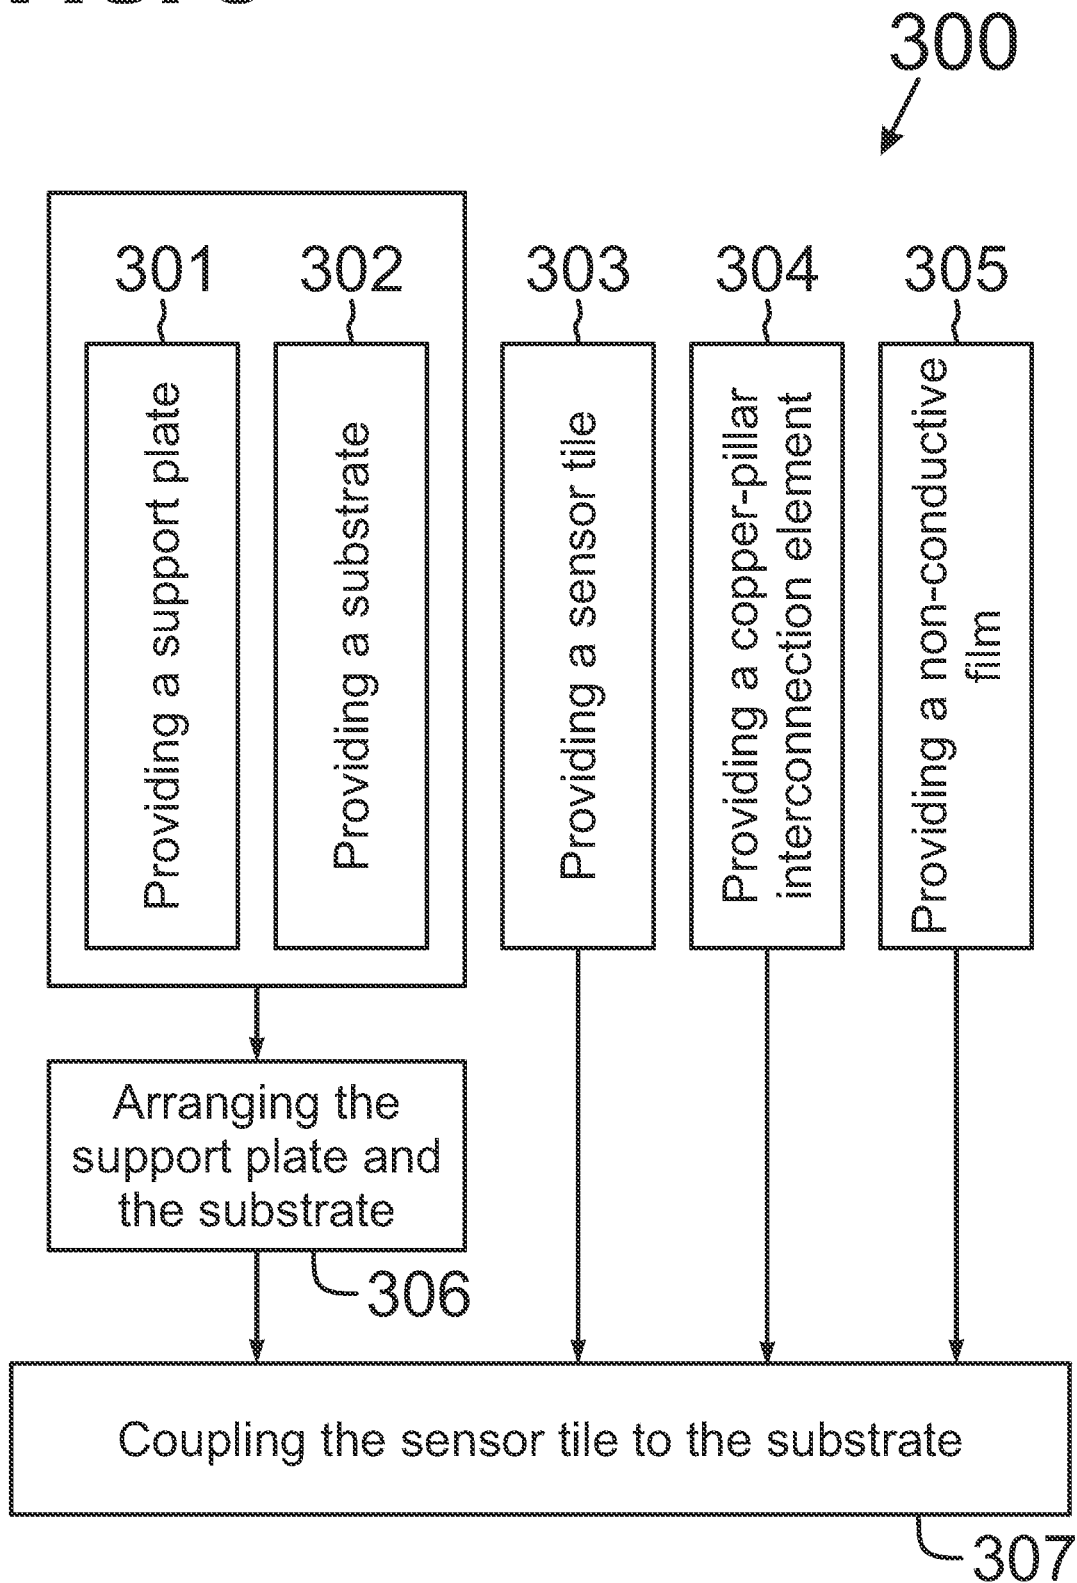 300
301
302
303
304
305
Providing a support plate
Providing a substrate
Providing a sensor tile
Providing a copper-pillar
interconnection element
Providing a non-conductive
film
Arranging the
support plate and
the substrate
306
Coupling the sensor tile to the substrate
307